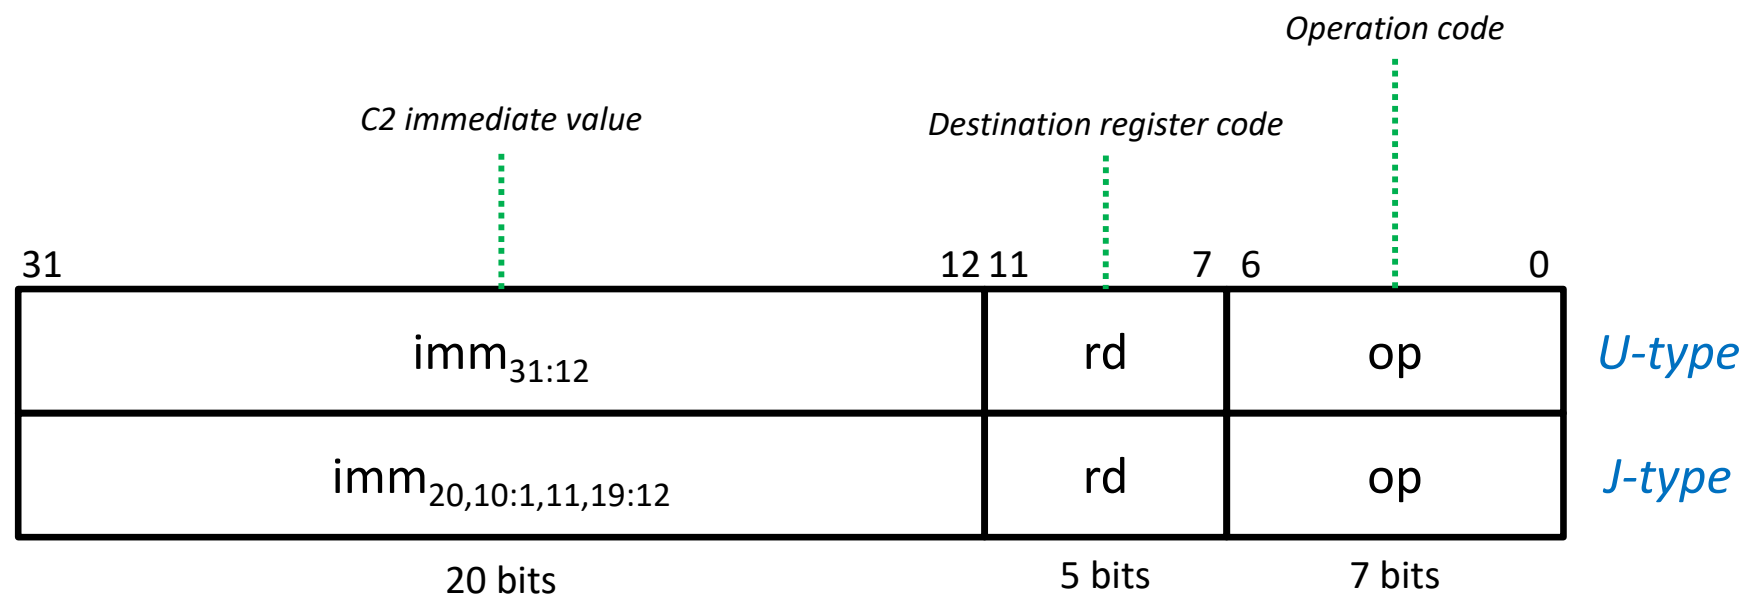 Operation code
C2 immediate value
Destination register code
31 12 11 7 6 0
imm31:12 rd op U-type
imm20,10:1,11,19:12 rd op J-type
20 bits 5 bits 7 bits